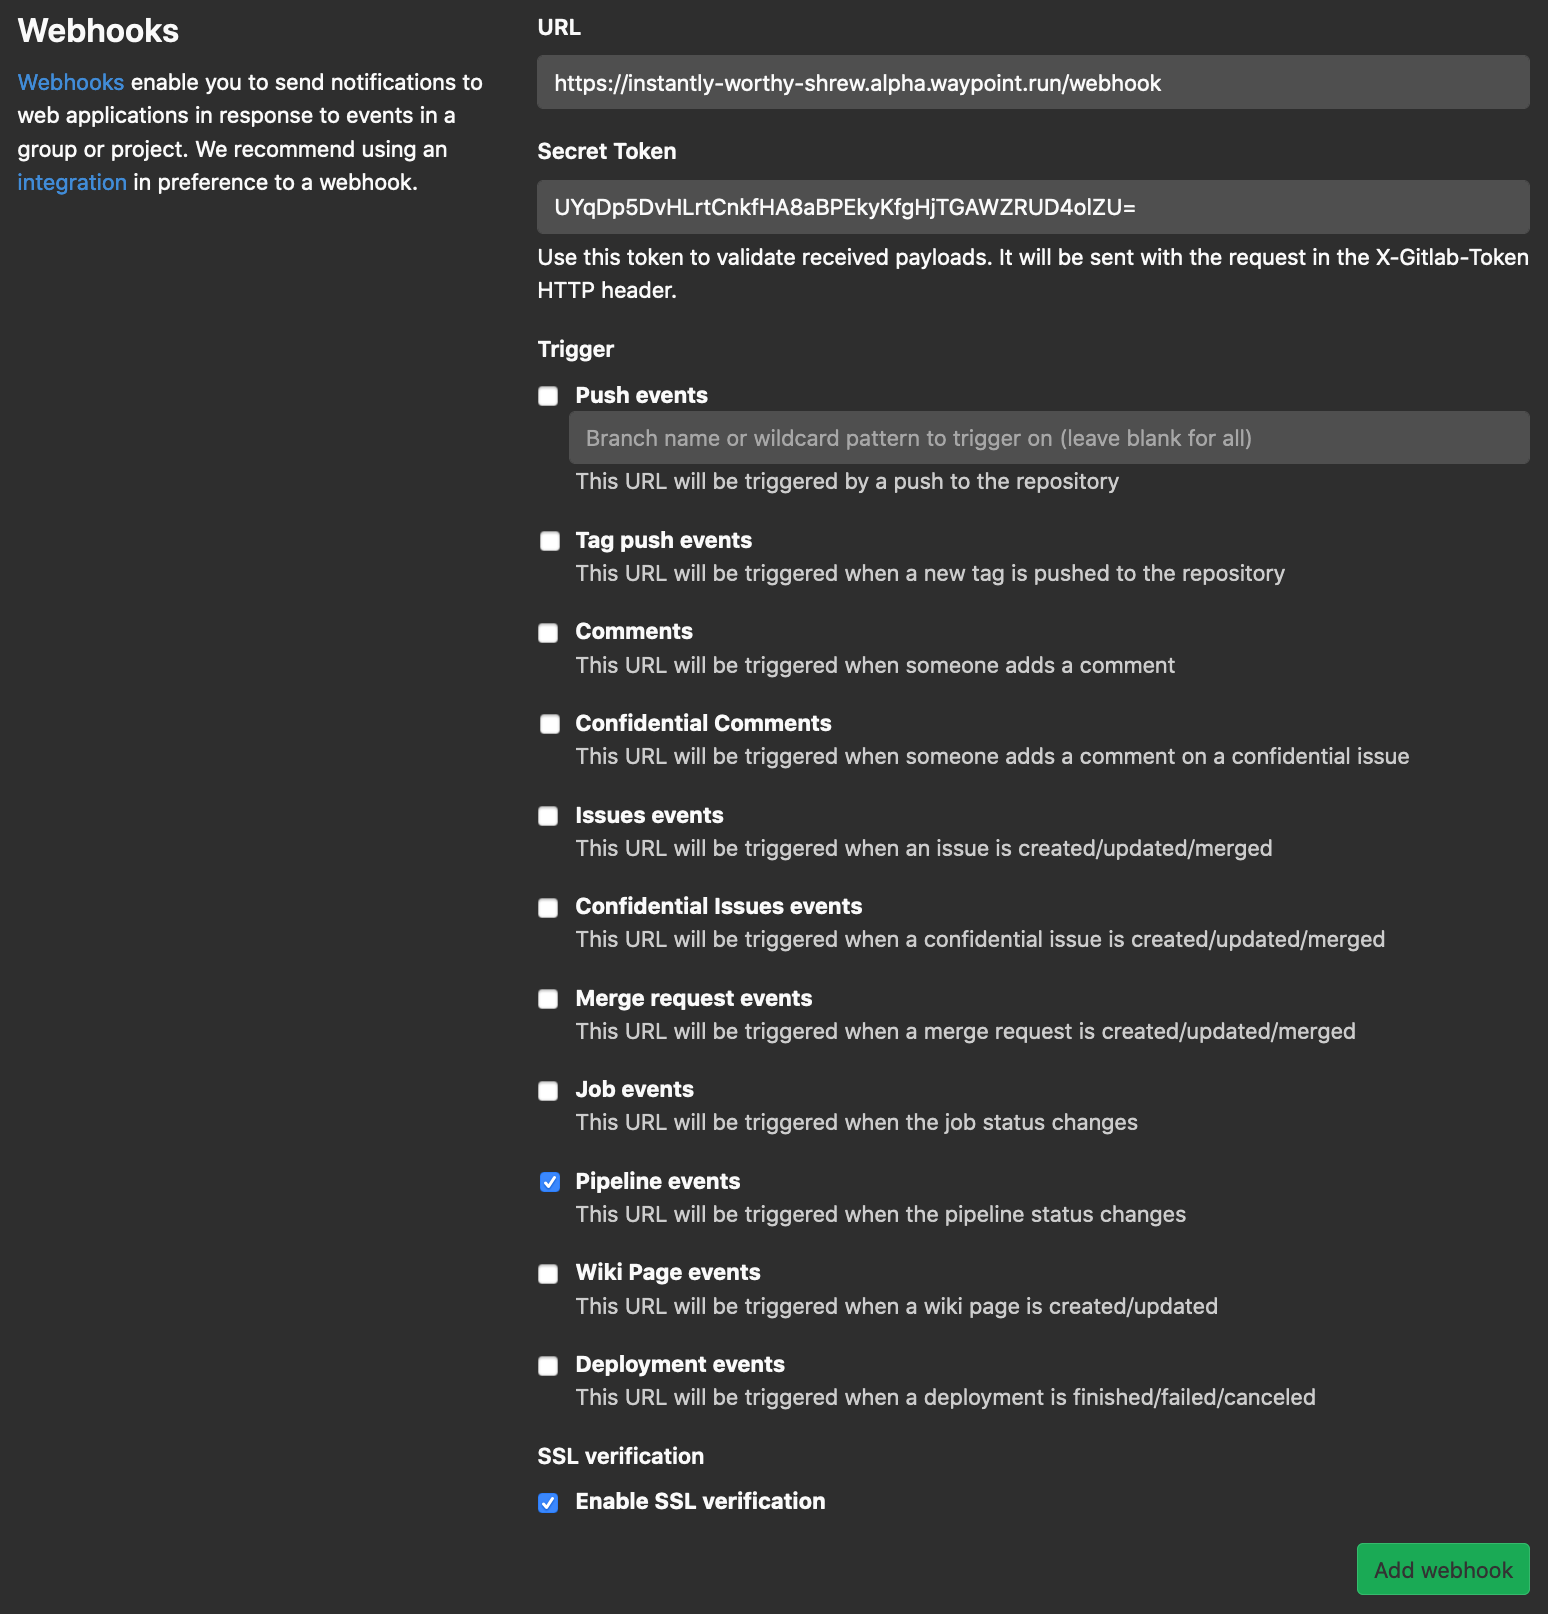 Webhooks
Webhooks enable you to send notifications to
web applications in response to events in a
group or project. We recommend using an
integration in preference to a webhook.
URL
https://instantly-worthy-shrew.alpha.waypoint.run/webhook
Secret Token
UYqDp5DvHLrtCnkfHA8aBPEkyKfgHjTGAWZRUD4olZU=
Use this token to validate received payloads. It will be sent with the request in the X-Gitlab-Token
HTTP header.
Trigger
Push events
Branch name or wildcard pattern to trigger on (leave blank for all)
This URL will be triggered by a push to the repository
Tag push events
This URL will be triggered when a new tag is pushed to the repository
Comments
This URL will be triggered when someone adds a comment
Confidential Comments
This URL will be triggered when someone adds a comment on a confidential issue
Issues events
This URL will be triggered when an issue is created/updated/merged
Confidential Issues events
This URL will be triggered when a confidential issue is created/updated/merged
Merge request events
This URL will be triggered when a merge request is created/updated/merged
Job events
This URL will be triggered when the job status changes
Pipeline events
This URL will be triggered when the pipeline status changes
Wiki Page events
This URL will be triggered when a wiki page is created/updated
Deployment events
This URL will be triggered when a deployment is finished/failed/canceled
SSL verification
Enable SSL verification
Add webhook